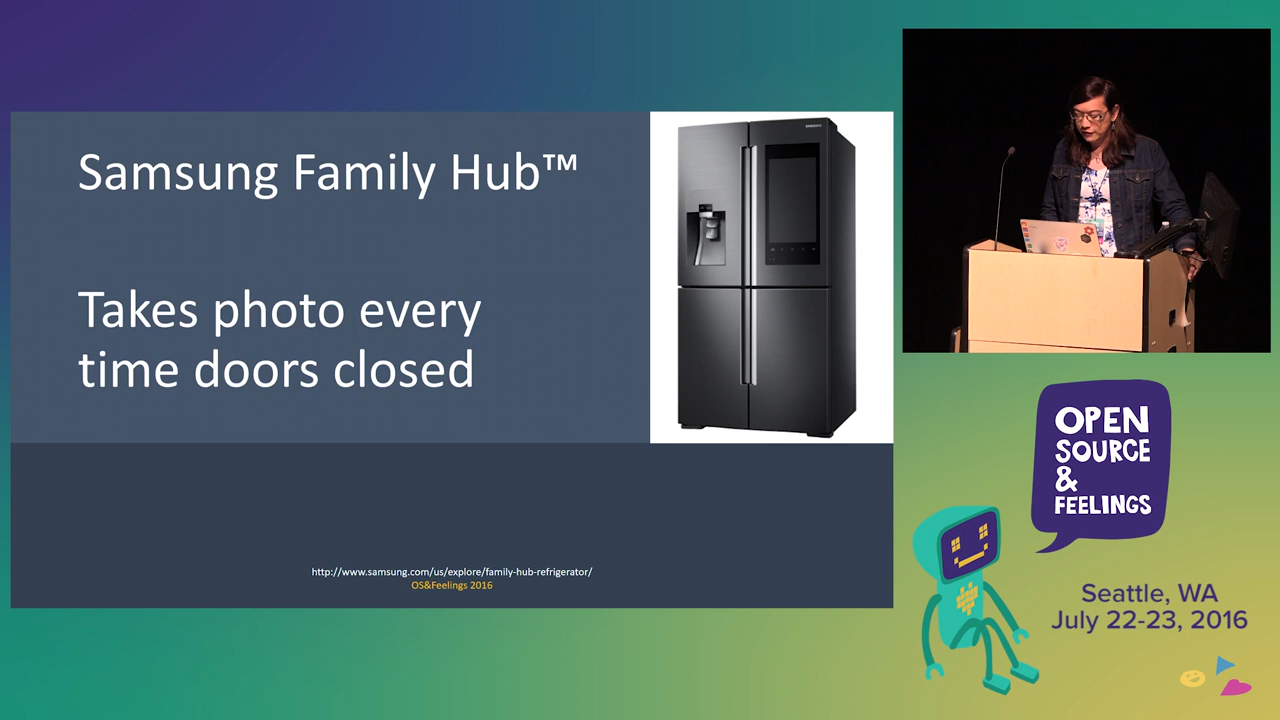 Samsung Family Hub™
Takes photo every
time doors closed
SAMSUNG
http://www.samsung.com/us/explore/family-hub-refrigerator/
OS&Feelings 2016
OPEN
SOURCE
&
FEELINGS
Seattle, WA
July 22-23, 2016